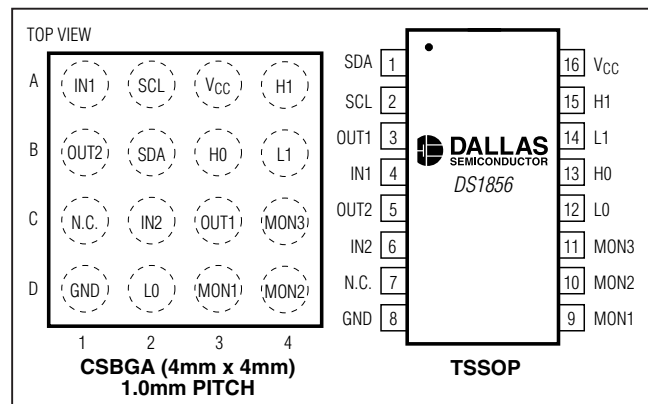 TOP VIEW
A IN1 SCL VCC H1
B OUT2 SDA H0 L1
C N.C. IN2 OUT1 MON3
D GND L0 MON1 MON2
1 2 3 4
CSBGA (4mm x 4mm)
1.0mm PITCH
SDA 1 16 VCC
SCL 2 15 H1
OUT1 3 14 L1
IN1 4 13 H0
OUT2 5 12 L0
IN2 6 11 MON3
N.C. 7 10 MON2
GND 8 9 MON1
DALLAS
SEMICONDUCTOR
DS1856
TSSOP